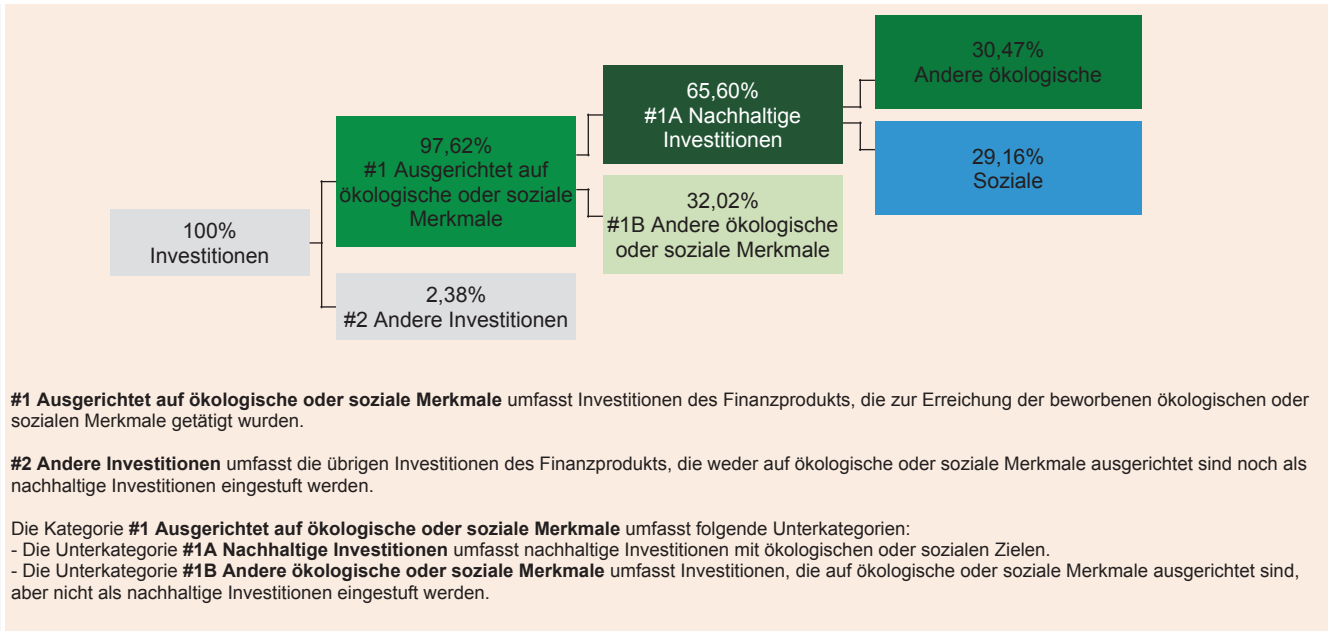 30,47%
Andere ökologische
65,60%
#1A Nachhaltige
Investitionen
97,62%
#1 Ausgerichtet auf
ökologische oder soziale
Merkmale
29,16%
Soziale
32,02%
#1B Andere ökologische
oder soziale Merkmale
100%
Investitionen
2,38%
#2 Andere Investitionen
#1 Ausgerichtet auf ökologische oder soziale Merkmale umfasst Investitionen des Finanzprodukts, die zur Erreichung der beworbenen ökologischen oder
sozialen Merkmale getätigt wurden.
#2 Andere Investitionen umfasst die übrigen Investitionen des Finanzprodukts, die weder auf ökologische oder soziale Merkmale ausgerichtet sind noch als
nachhaltige Investitionen eingestuft werden.
Die Kategorie #1 Ausgerichtet auf ökologische oder soziale Merkmale umfasst folgende Unterkategorien:
- Die Unterkategorie #1A Nachhaltige Investitionen umfasst nachhaltige Investitionen mit ökologischen oder sozialen Zielen.
- Die Unterkategorie #1B Andere ökologische oder soziale Merkmale umfasst Investitionen, die auf ökologische oder soziale Merkmale ausgerichtet sind,
aber nicht als nachhaltige Investitionen eingestuft werden.